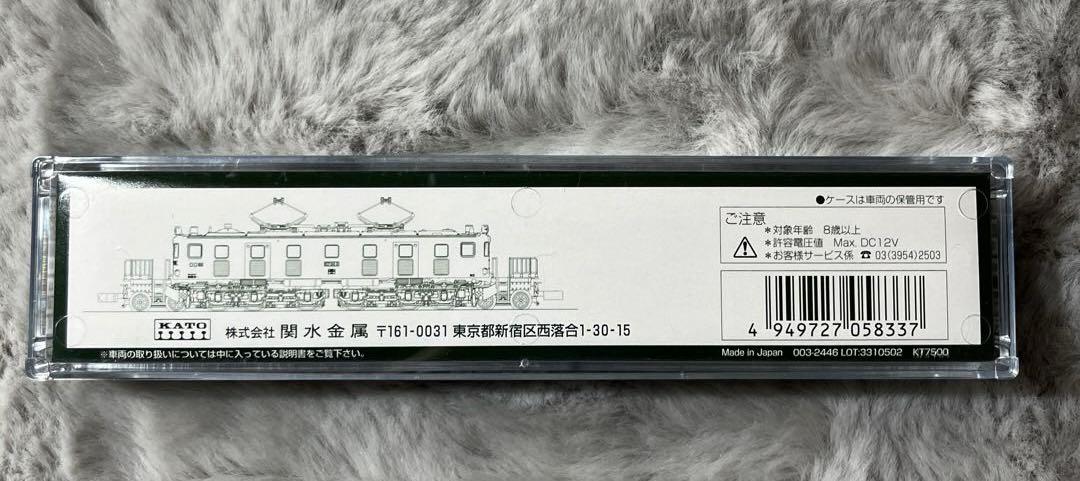 ●ケースは車両の保管用です
ご注意
＊対象年齢　8歳以上
＊許容電圧値　Max. DC12V
＊お客様サービス係 ☎ 03(3954)2503
4 949727 058337
KATO
株式会社 関水金属 〒161-0031 東京都新宿区西落合1-30-15
※車両の取り扱いについては中に入っている説明書をご覧下さい。
Made in Japan　003-2446 LOT:3310502　KT7500